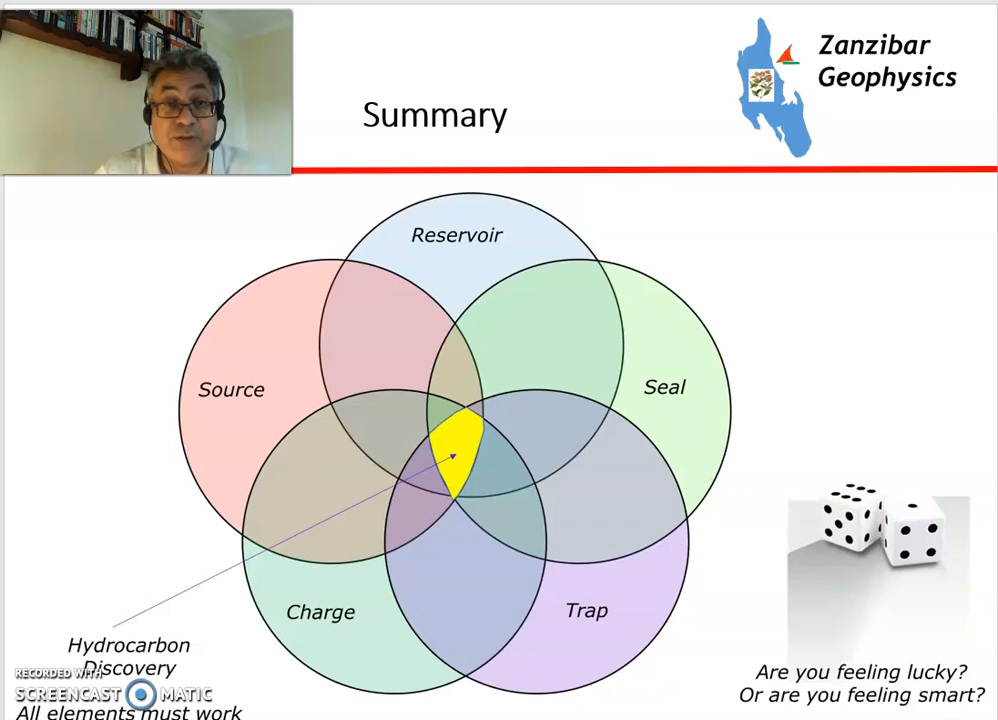 Zanzibar
Geophysics
Summary
Reservoir
Source
Seal
Charge
Trap
Hydrocarbon
Discovery
RECORDED WITH
SCREENCAST MATIC
All elements must work
Are you feeling lucky?
Or are you feeling smart?